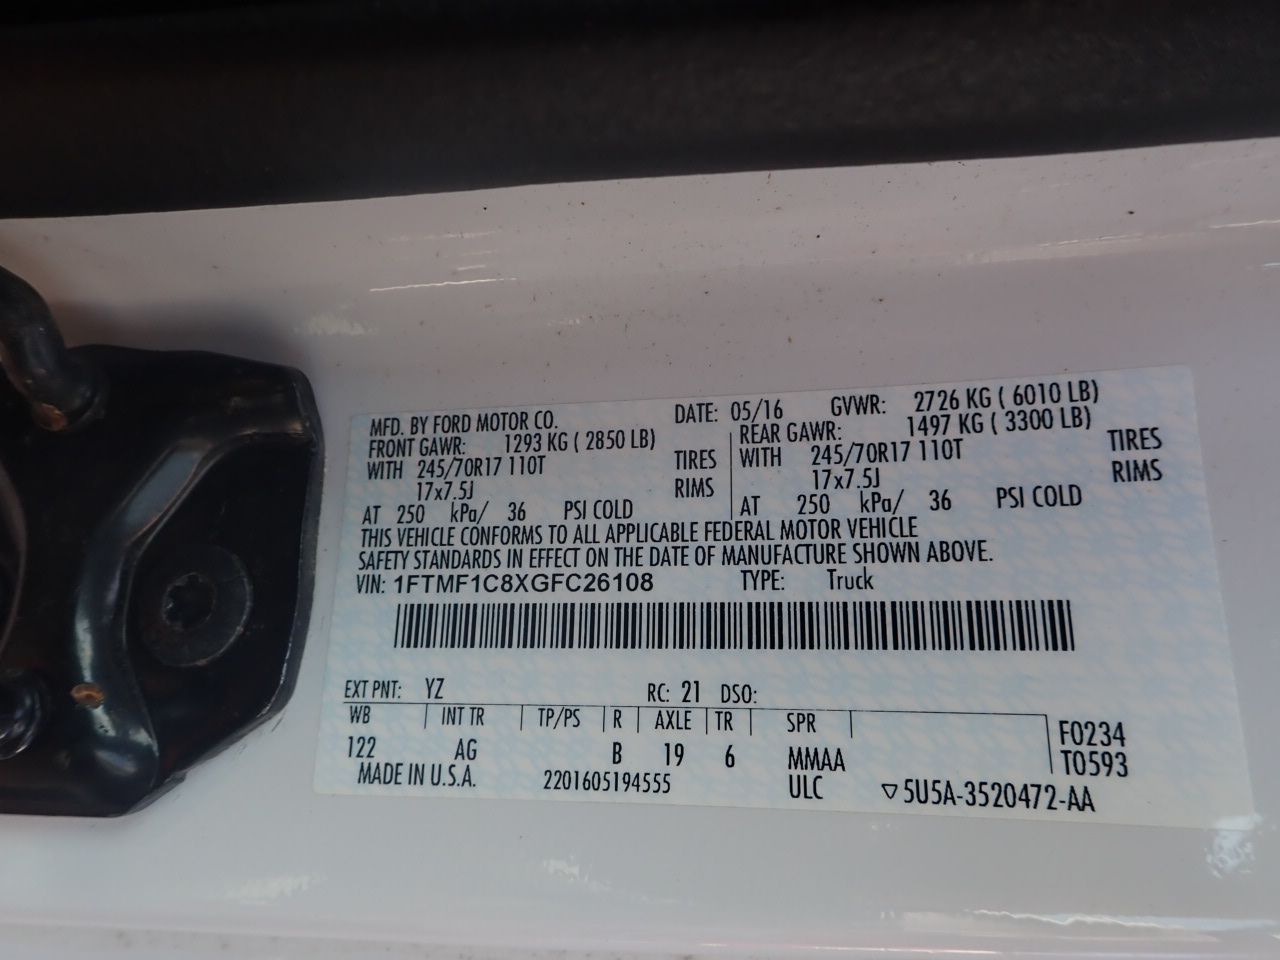 MFD. BY FORD MOTOR CO. DATE: 05/16 GVWR: 2726 KG ( 6010 LB)
FRONT GAWR: 1293 KG ( 2850 LB) REAR GAWR: 1497 KG ( 3300 LB)
WITH 245/70R17 110T TIRES WITH 245/70R17 110T TIRES
17x7.5J RIMS 17x7.5J RIMS
AT 250 kPa/ 36 PSI COLD AT 250 kPa/ 36 PSI COLD
THIS VEHICLE CONFORMS TO ALL APPLICABLE FEDERAL MOTOR VEHICLE
SAFETY STANDARDS IN EFFECT ON THE DATE OF MANUFACTURE SHOWN ABOVE.
VIN: 1FTMF1C8XGFC26108 TYPE: Truck
EXT PNT: YZ RC: 21 DSO:
WB INT TR TP/PS R AXLE TR SPR F0234
122 AG B 19 6 MMAA T0593
MADE IN U.S.A. 2201605194555 ULC ▽5U5A-3520472-AA